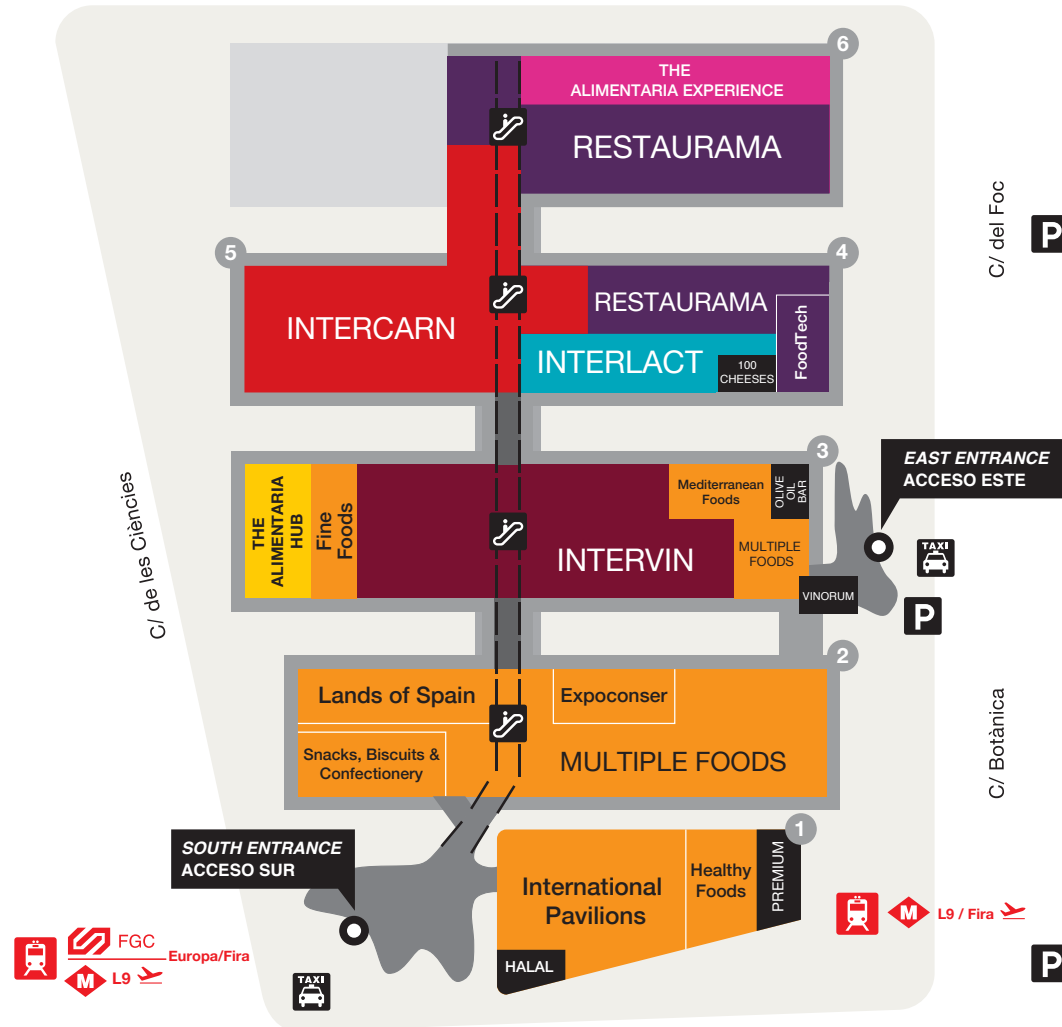 6
THE
ALIMENTARIA EXPERIENCE
RESTAURAMA
C/ del Foc
P
5
4
INTERCARN
RESTAURAMA
INTERLACT
100
CHEESES
FoodTech
3
EAST ENTRANCE
ACCESO ESTE
C/ de les Ciències
THE
ALIMENTARIA
HUB
Fine
Foods
INTERVIN
Mediterranean
Foods
OLIVE
OIL
BAR
MULTIPLE
FOODS
VINORUM
TAXI
P
2
Lands of Spain
Expoconser
Snacks, Biscuits &
Confectionery
MULTIPLE FOODS
C/ Botànica
1
SOUTH ENTRANCE
ACCESO SUR
International
Pavilions
Healthy
Foods
PREMIUM
HALAL
M L9 / Fira
FGC
Europa/Fira
M L9
TAXI
P